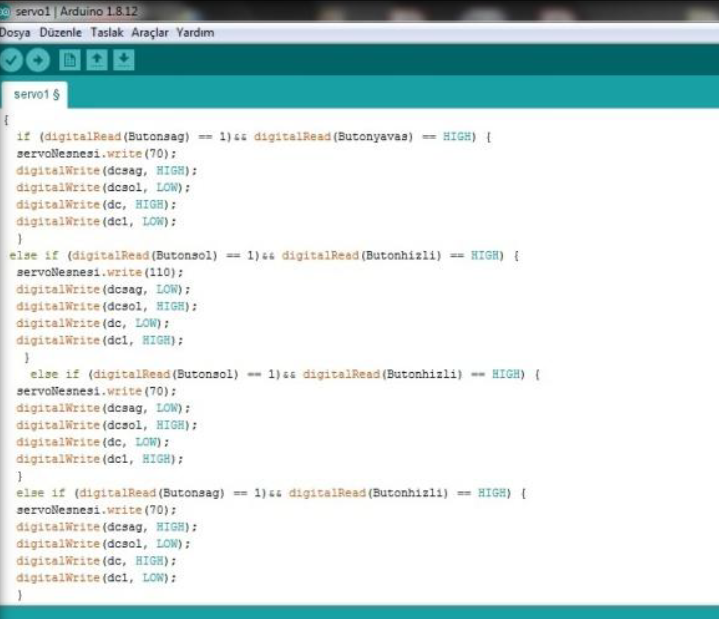 servo1 | Arduino 1.8.12
Dosya Düzenle Taslak Araçlar Yardım
servo1 §
{
if (digitalRead(Butonsag) == 1)&& digitalRead(Butonyavas) == HIGH) {
servoNesnesi.write(70);
digitalWrite(dcsag, HIGH);
digitalWrite(dcsol, LOW);
digitalWrite(dc, HIGH);
digitalWrite(dc1, LOW);
}
else if (digitalRead(Butonsol) == 1)&& digitalRead(Butonhizli) == HIGH) {
servoNesnesi.write(110);
digitalWrite(dcsag, LOW);
digitalWrite(dcsol, HIGH);
digitalWrite(dc, LOW);
digitalWrite(dc1, HIGH);
}
else if (digitalRead(Butonsol) == 1)&& digitalRead(Butonhizli) == HIGH) {
servoNesnesi.write(70);
digitalWrite(dcsag, LOW);
digitalWrite(dcsol, HIGH);
digitalWrite(dc, LOW);
digitalWrite(dc1, HIGH);
}
else if (digitalRead(Butonsag) == 1)&& digitalRead(Butonhizli) == HIGH) {
servoNesnesi.write(70);
digitalWrite(dcsag, HIGH);
digitalWrite(dcsol, LOW);
digitalWrite(dc, HIGH);
digitalWrite(dc1, LOW);
}